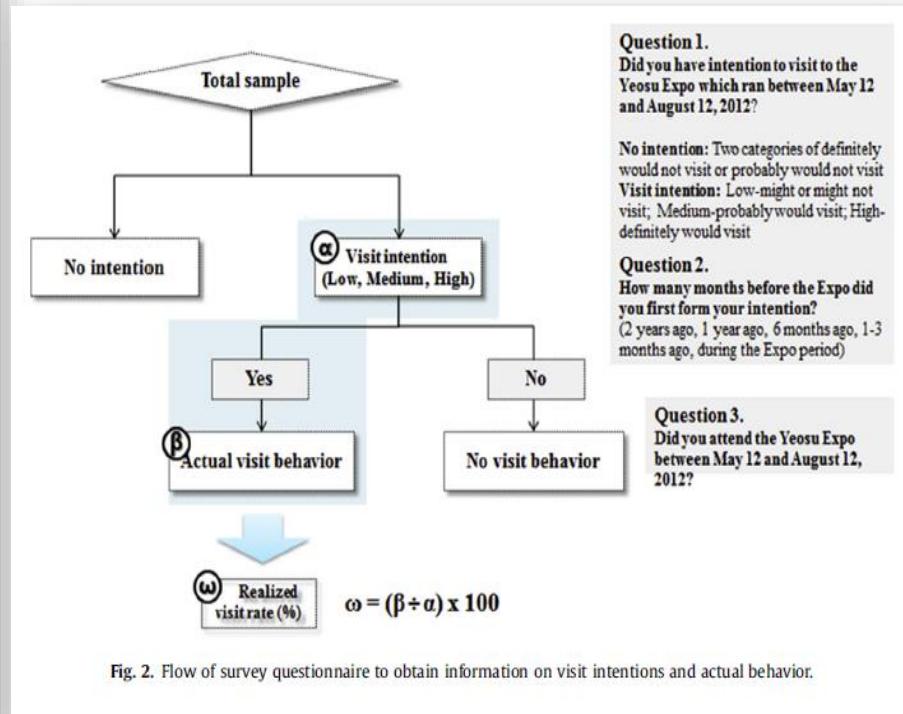 Total sample
No intention
α
Visit intention
(Low, Medium, High)
Yes
No
β
Actual visit behavior
No visit behavior
ω
Realized
visit rate (%)
ω = (β÷α) x 100
Question 1.
Did you have intention to visit to the
Yeosu Expo which ran between May 12
and August 12, 2012?
No intention: Two categories of definitely
would not visit or probably would not visit
Visit intention: Low-might or might not
visit; Medium-probably would visit; High-
definitely would visit
Question 2.
How many months before the Expo did
you first form your intention?
(2 years ago, 1 year ago, 6 months ago, 1-3
months ago, during the Expo period)
Question 3.
Did you attend the Yeosu Expo
between May 12 and August 12,
2012?
Fig. 2. Flow of survey questionnaire to obtain information on visit intentions and actual behavior.